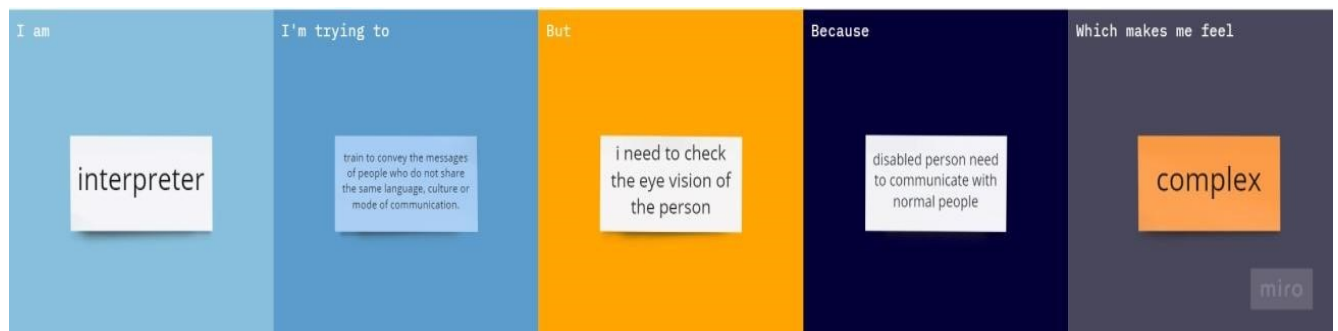 I am
interpreter
I'm trying to
train to convey the messages
of people who do not share
the same language, culture or
mode of communication.
But
i need to check
the eye vision of
the person
Because
disabled person need
to communicate with
normal people
Which makes me feel
complex
miro